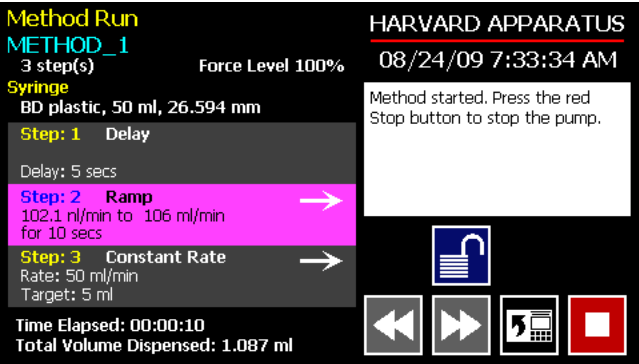 Method Run
METHOD_1
3 step(s) Force Level 100%
Syringe
BD plastic, 50 ml, 26.594 mm
Step: 1 Delay
Delay: 5 secs
Step: 2 Ramp
102.1 nl/min to 106 ml/min
for 10 secs
Step: 3 Constant Rate
Rate: 50 ml/min
Target: 5 ml
Time Elapsed: 00:00:10
Total Volume Dispensed: 1.087 ml
HARVARD APPARATUS
08/24/09 7:33:34 AM
Method started. Press the red
Stop button to stop the pump.